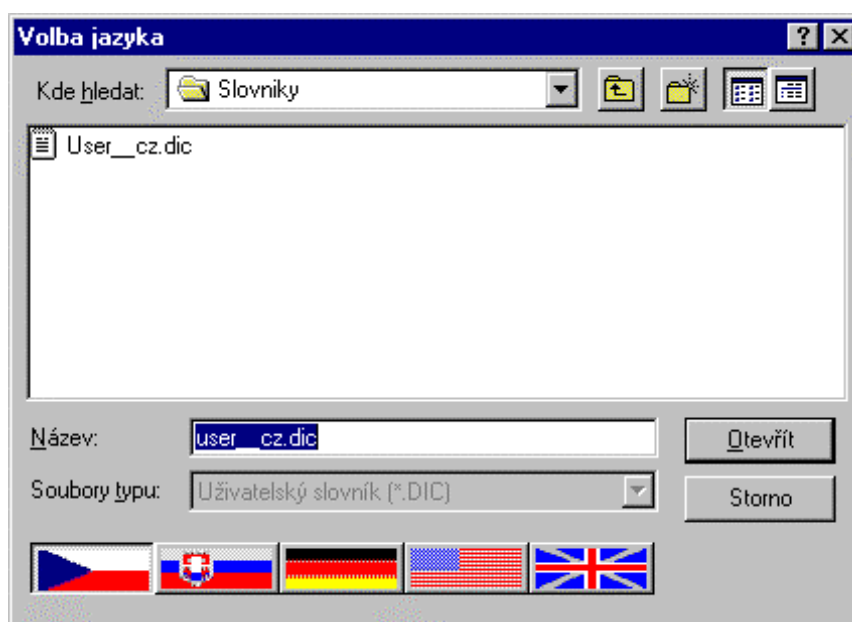 Volba jazyka
Kde hledat: Slovniky
User__cz.dic
Název: user__cz.dic Otevřít
Soubory typu: Uživatelský slovník (*.DIC) Storno